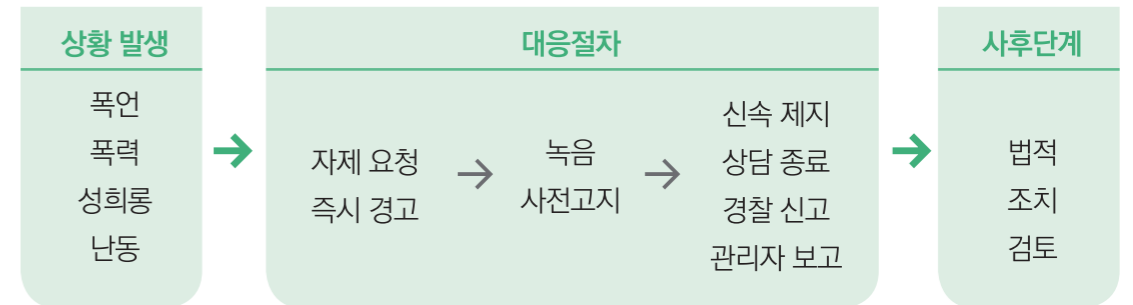 상황 발생
폭언
폭력
성희롱
난동
대응절차
자제 요청
즉시 경고
녹음
사전고지
신속 제지
상담 종료
경찰 신고
관리자 보고
사후단계
법적
조치
검토